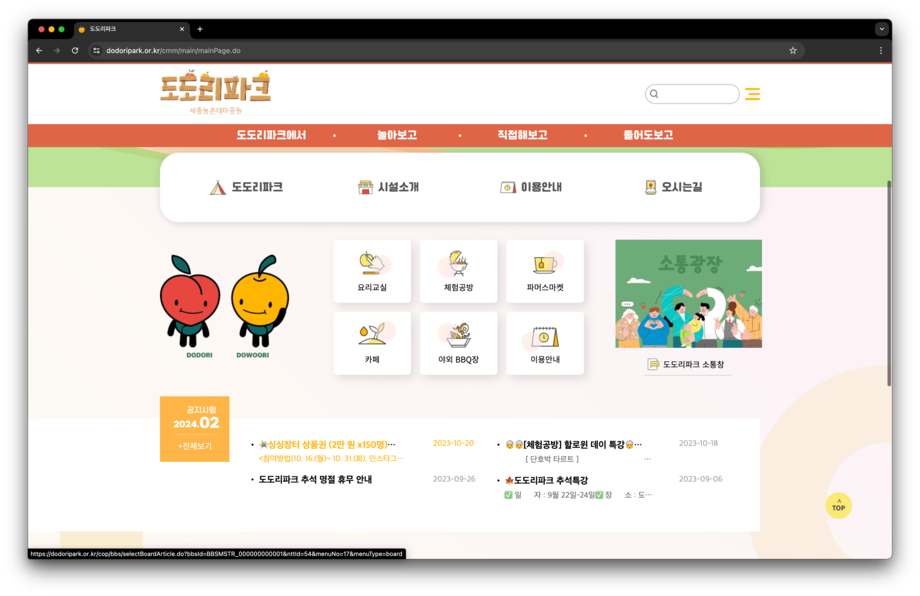 도도리파크
dodoripark.or.kr/cmm/main/mainPage.do
도도리파크
세종농촌테마공원
도도리파크에서 • 놀아보고 • 직접해보고 • 들어도보고
도도리파크 시설소개 이용안내 오시는길
요리교실 체험공방 파머스마켓
소통광장
DODORI DOWOORI
카페 야외 BBQ장 이용안내
도도리파크 소통창
공지사항
2024.02
+전체보기
• 싱싱장터 상품권 (2만 원 x150명)··· 2023-10-20
<참여방법(10. 16.(월)~ 10. 31.(화), 인스타그···
• 도도리파크 추석 명절 휴무 안내 2023-09-26
• [체험공방] 할로윈 데이 특강 ··· 2023-10-18
[ 단호박 타르트 ] ···
• 🍁도도리파크 추석특강 2023-09-06
✅일 자 : 9월 22일-24일✅장 소 : 도···
TOP
https://dodoripark.or.kr/cop/bbs/selectBoardArticle.do?bbsId=BBSMSTR_000000000001&nttId=54&menuNo=17&menuType=board